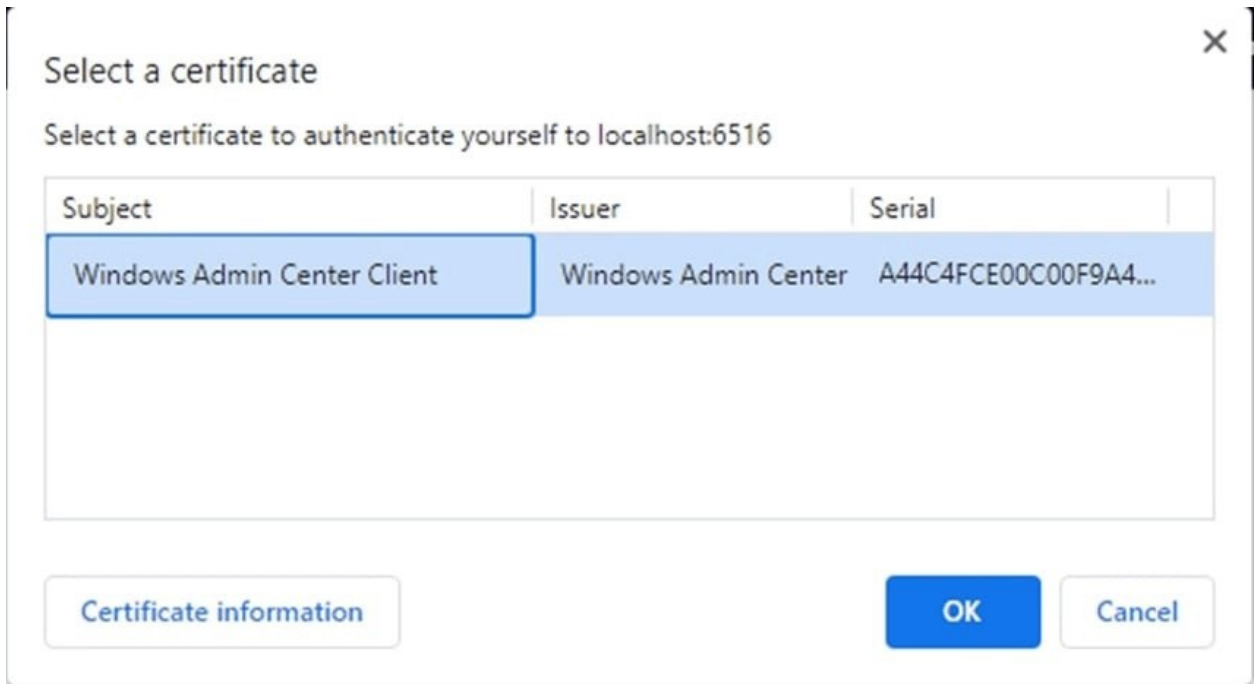 Select a certificate
Select a certificate to authenticate yourself to localhost:6516
Subject Issuer Serial
Windows Admin Center Client Windows Admin Center A44C4FCE00C00F9A4...
Certificate information OK Cancel